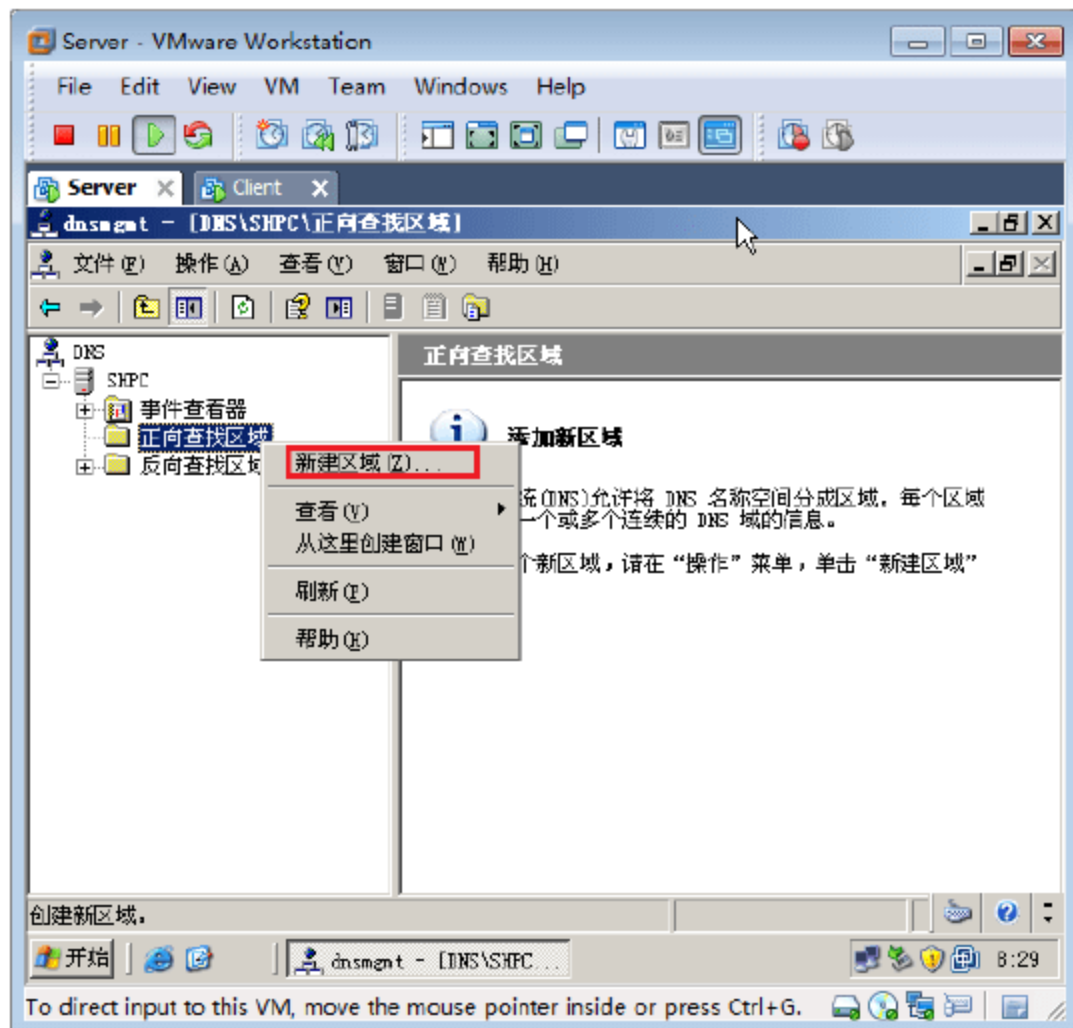 Server - VMware Workstation
File Edit View VM Team Windows Help
Server Client
dnsmgmt - [DNS\SHPC\正向查找区域]
文件(F) 操作(A) 查看(V) 窗口(W) 帮助(H)
DNS
SHPC
事件查看器
正向查找区域
反向查找区域
正向查找区域
添加新区域
新建区域(Z)...
查看(V)
从这里创建窗口(W)
刷新(F)
帮助(H)
统(DNS)允许将 DNS 名称空间分成区域。每个区域
一个或多个连续的 DNS 域的信息。
个新区域，请在“操作”菜单，单击“新建区域”
创建新区域。
开始 dnsmgmt - [DNS\SHPC... 8:29
To direct input to this VM, move the mouse pointer inside or press Ctrl+G.